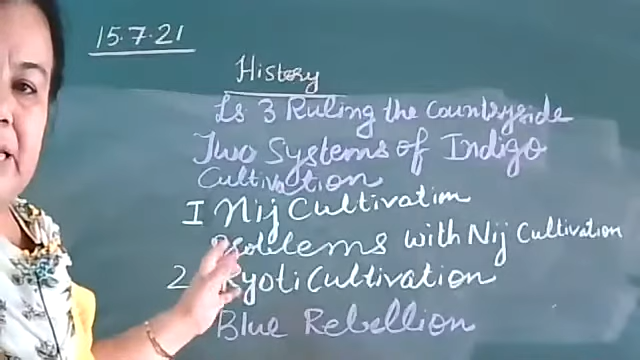 15.7.21
History
Ls 3 Ruling the Countryside
Two Systems of Indigo
Cultivation
I Nij Cultivation
Problems with Nij Cultivation
2 Ryoti Cultivation
Blue Rebellion